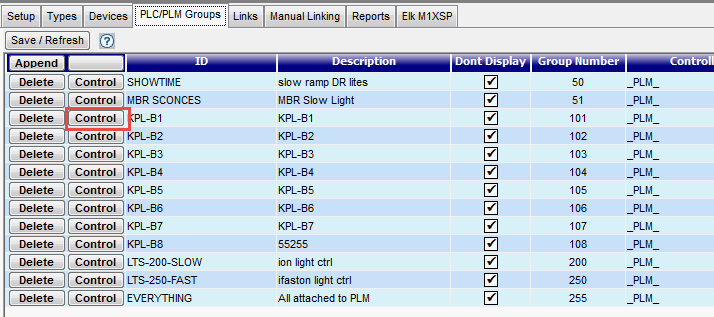 Setup Types Devices PLC/PLM Groups Links Manual Linking Reports Elk M1XSP
Save / Refresh ?
Append ID Description Dont Display Group Number Controll
Delete Control SHOWTIME slow ramp DR lites 50 _PLM_
Delete Control MBR SCONCES MBR Slow Light 51 _PLM_
Delete Control KPL-B1 KPL-B1 101 _PLM_
Delete Control KPL-B2 KPL-B2 102 _PLM_
Delete Control KPL-B3 KPL-B3 103 _PLM_
Delete Control KPL-B4 KPL-B4 104 _PLM_
Delete Control KPL-B5 KPL-B5 105 _PLM_
Delete Control KPL-B6 KPL-B6 106 _PLM_
Delete Control KPL-B7 KPL-B7 107 _PLM_
Delete Control KPL-B8 55255 108 _PLM_
Delete Control LTS-200-SLOW ion light ctrl 200 _PLM_
Delete Control LTS-250-FAST ifaston light ctrl 250 _PLM_
Delete Control EVERYTHING All attached to PLM 255 _PLM_